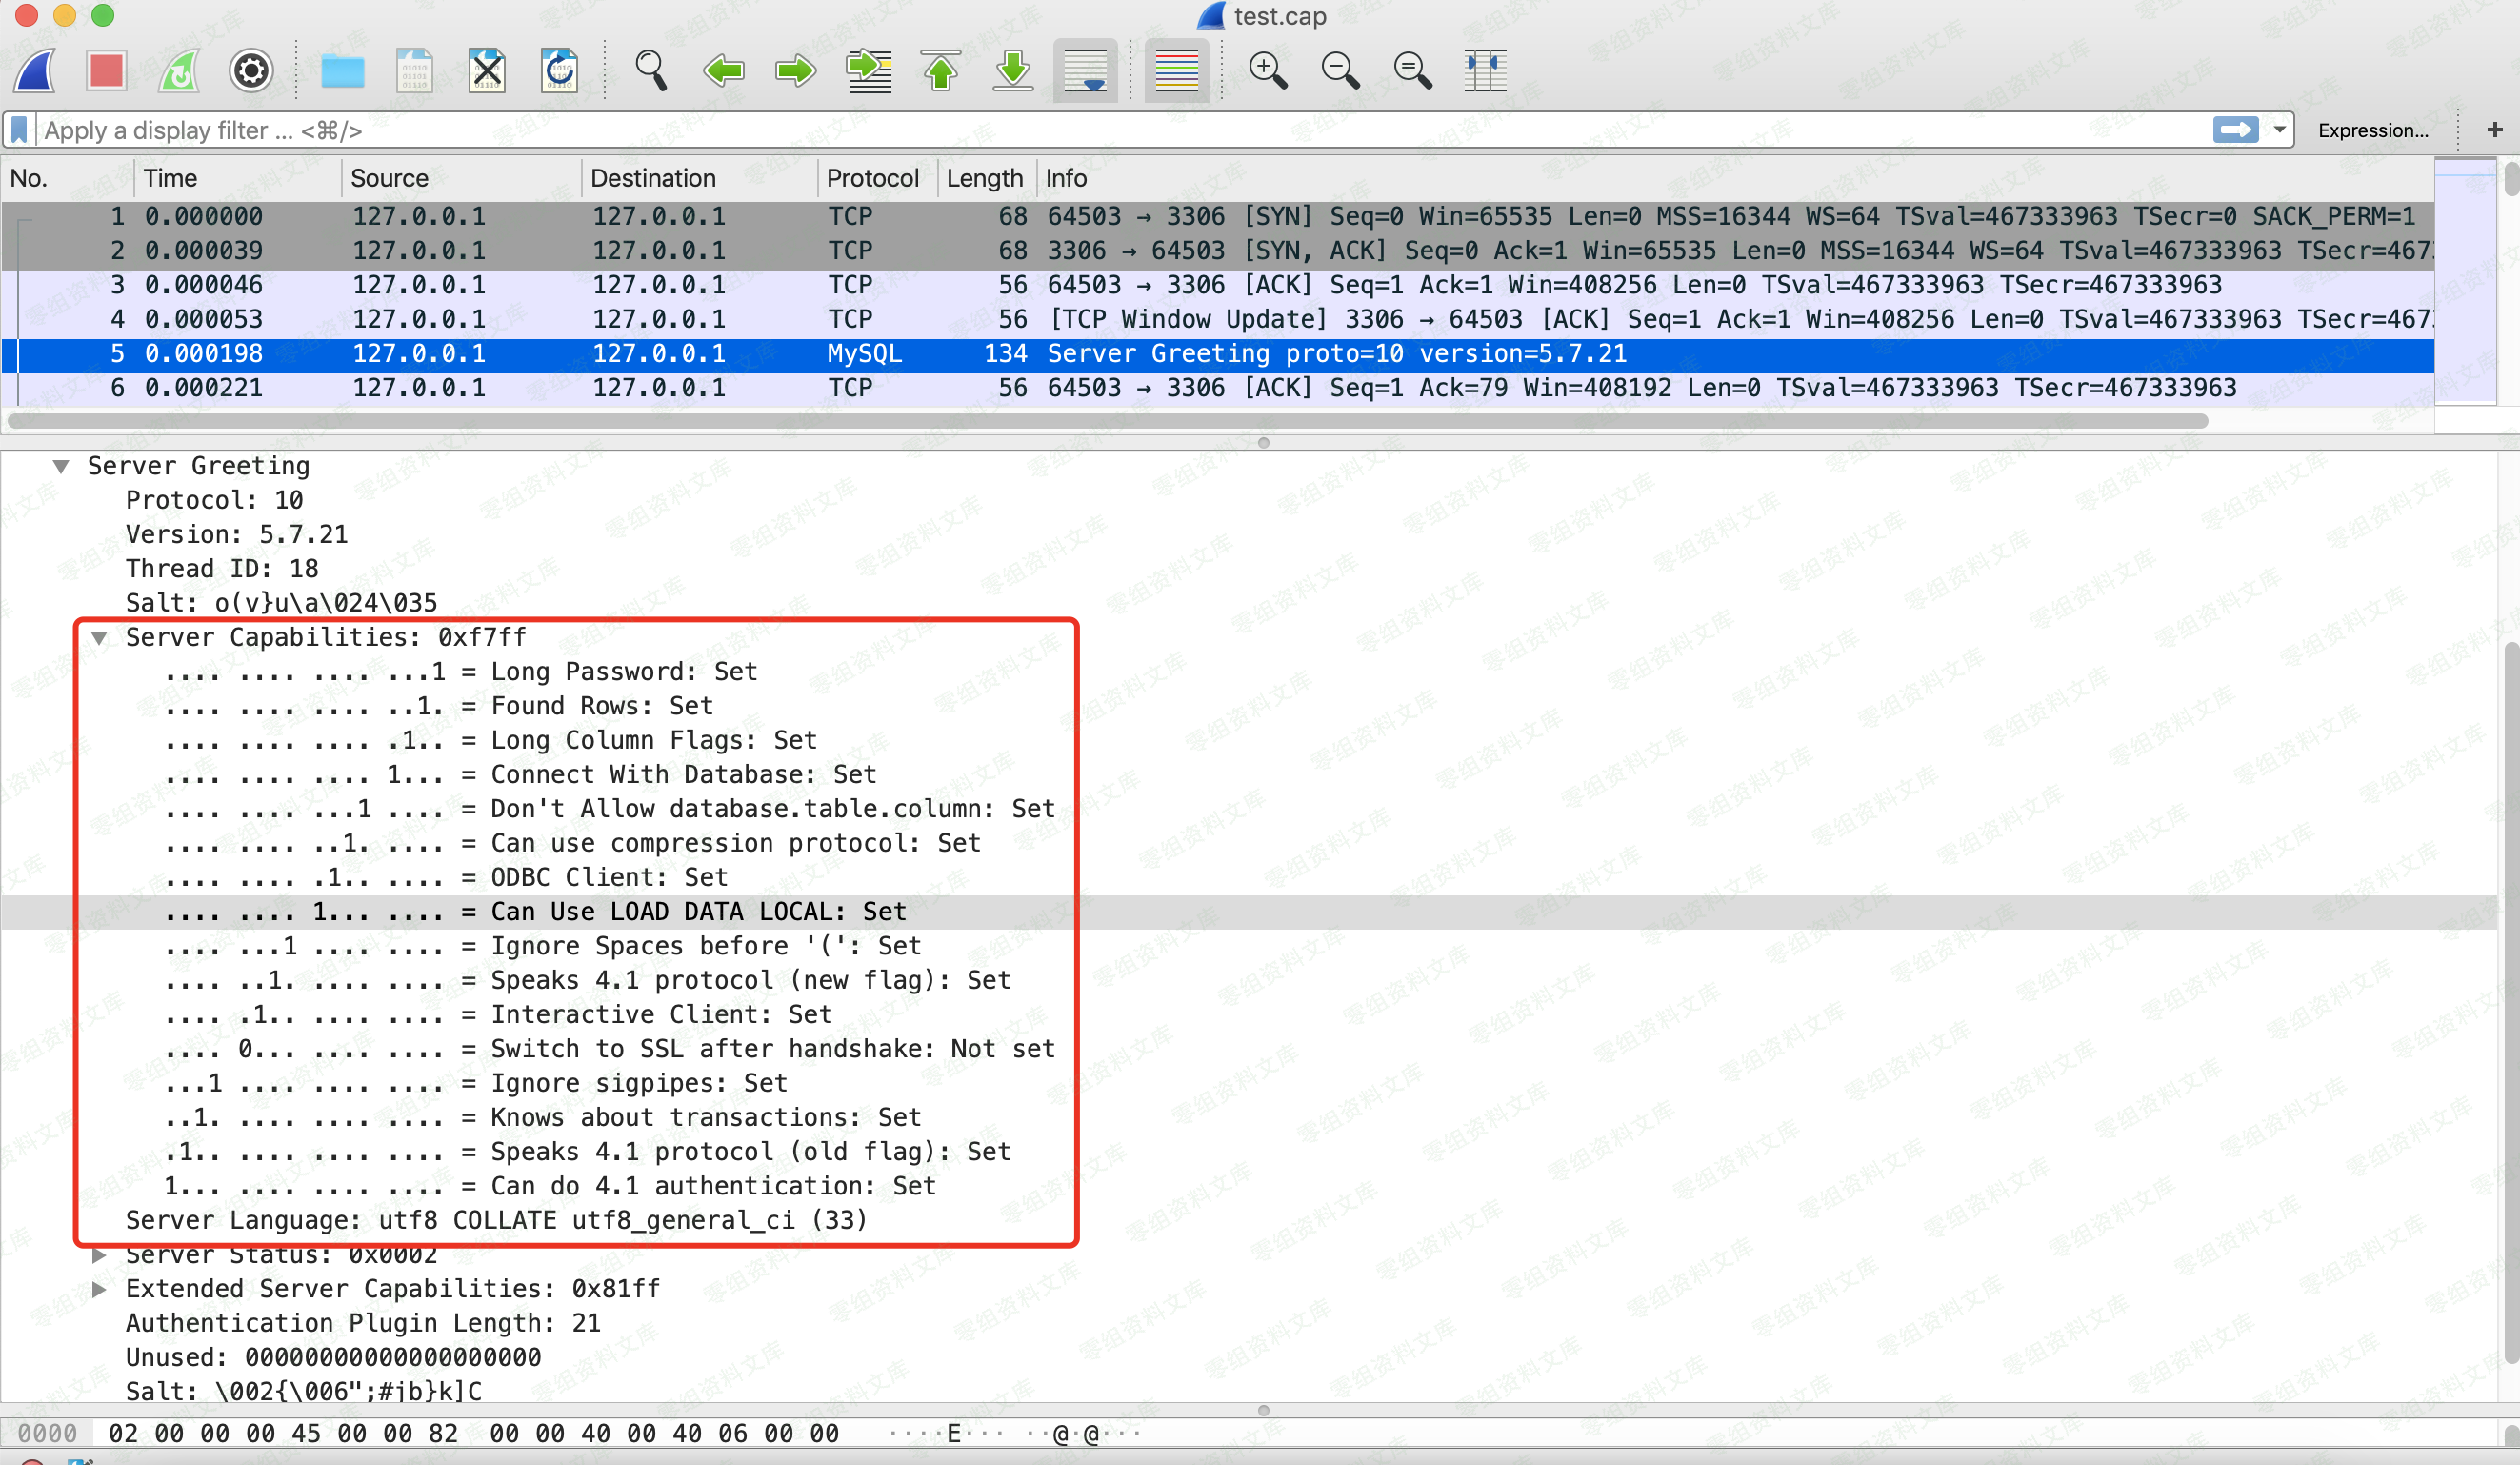 test.cap
Apply a display filter ... <⌘/>
Expression...
+
No. Time Source Destination Protocol Length Info
1 0.000000 127.0.0.1 127.0.0.1 TCP 68 64503 → 3306 [SYN] Seq=0 Win=65535 Len=0 MSS=16344 WS=64 TSval=467333963 TSecr=0 SACK_PERM=1
2 0.000039 127.0.0.1 127.0.0.1 TCP 68 3306 → 64503 [SYN, ACK] Seq=0 Ack=1 Win=65535 Len=0 MSS=16344 WS=64 TSval=467333963 TSecr=467
3 0.000046 127.0.0.1 127.0.0.1 TCP 56 64503 → 3306 [ACK] Seq=1 Ack=1 Win=408256 Len=0 TSval=467333963 TSecr=467333963
4 0.000053 127.0.0.1 127.0.0.1 TCP 56 [TCP Window Update] 3306 → 64503 [ACK] Seq=1 Ack=1 Win=408256 Len=0 TSval=467333963 TSecr=467
5 0.000198 127.0.0.1 127.0.0.1 MySQL 134 Server Greeting proto=10 version=5.7.21
6 0.000221 127.0.0.1 127.0.0.1 TCP 56 64503 → 3306 [ACK] Seq=1 Ack=79 Win=408192 Len=0 TSval=467333963 TSecr=467333963
Server Greeting
Protocol: 10
Version: 5.7.21
Thread ID: 18
Salt: o(v}u\a\024\035
Server Capabilities: 0xf7ff
.... .... .... ...1 = Long Password: Set
.... .... .... ..1. = Found Rows: Set
.... .... .... .1.. = Long Column Flags: Set
.... .... .... 1... = Connect With Database: Set
.... .... ...1 .... = Don't Allow database.table.column: Set
.... .... ..1. .... = Can use compression protocol: Set
.... .... .1.. .... = ODBC Client: Set
.... .... 1... .... = Can Use LOAD DATA LOCAL: Set
.... ...1 .... .... = Ignore Spaces before '(': Set
.... ..1. .... .... = Speaks 4.1 protocol (new flag): Set
.... .1.. .... .... = Interactive Client: Set
.... 0... .... .... = Switch to SSL after handshake: Not set
...1 .... .... .... = Ignore sigpipes: Set
..1. .... .... .... = Knows about transactions: Set
.1.. .... .... .... = Speaks 4.1 protocol (old flag): Set
1... .... .... .... = Can do 4.1 authentication: Set
Server Language: utf8 COLLATE utf8_general_ci (33)
Server Status: 0x0002
Extended Server Capabilities: 0x81ff
Authentication Plugin Length: 21
Unused: 00000000000000000000
Salt: \002{\006";#jb}k]C
0000 02 00 00 00 45 00 00 82 00 00 40 00 40 06 00 00 ····E··· ··@·@···
零组资料文库